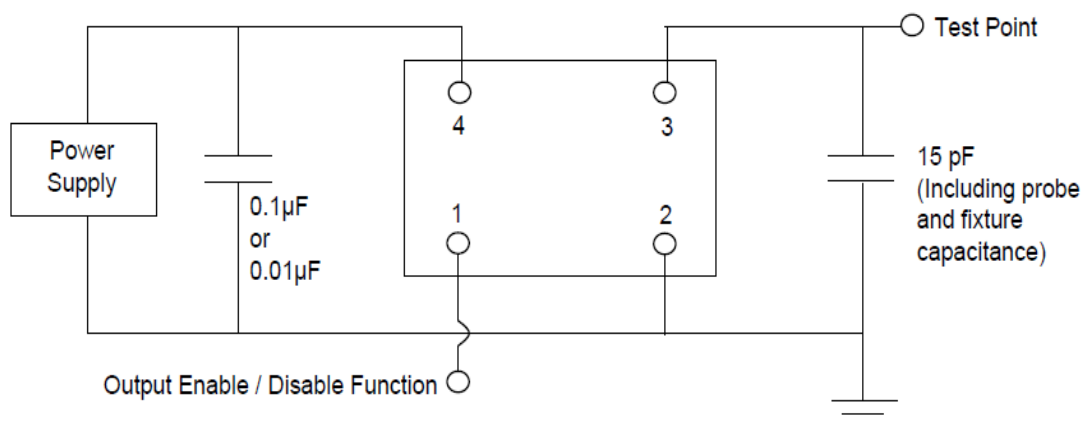 Test Point
4
3
Power
Supply
15 pF
(Including probe
and fixture
capacitance)
0.1µF
or
0.01µF
1
2
Output Enable / Disable Function